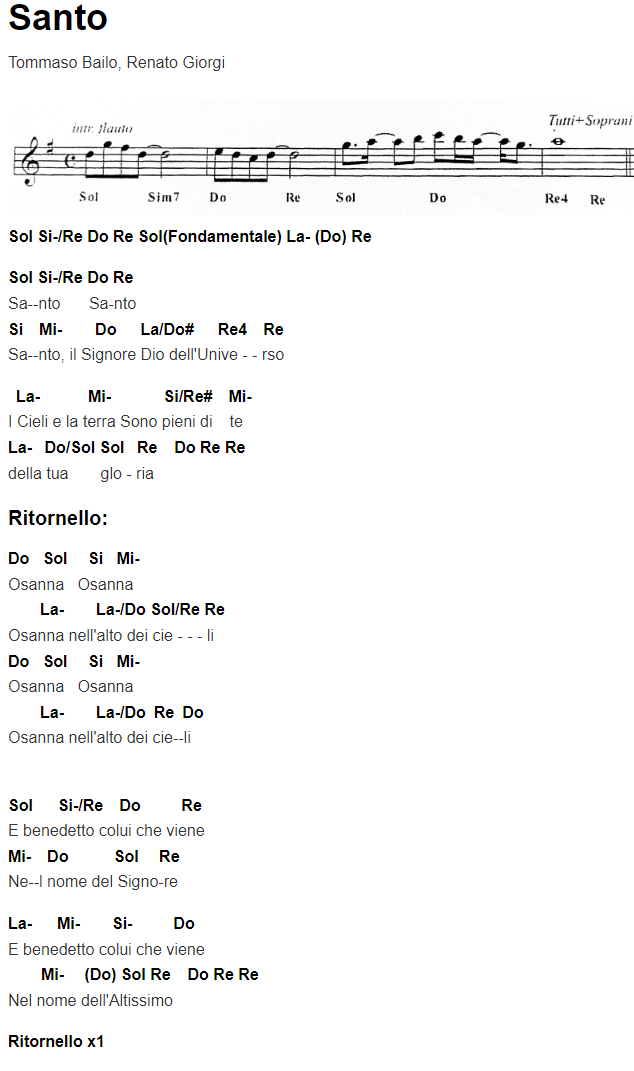 Santo
Tommaso Bailo, Renato Giorgi
intr. flauto
Tutti+Soprani
Sol Sim7 Do Re Sol Do Re4 Re
Sol Si-/Re Do Re Sol(Fondamentale) La- (Do) Re
Sol Si-/Re Do Re
Sa--nto Sa-nto
Si Mi- Do La/Do# Re4 Re
Sa--nto, il Signore Dio dell'Unive - - rso
La- Mi- Si/Re# Mi-
I Cieli e la terra Sono pieni di te
La- Do/Sol Sol Re Do Re Re
della tua glo - ria
Ritornello:
Do Sol Si Mi-
Osanna Osanna
La- La-/Do Sol/Re Re
Osanna nell'alto dei cie - - - li
Do Sol Si Mi-
Osanna Osanna
La- La-/Do Re Do
Osanna nell'alto dei cie--li
Sol Si-/Re Do Re
E benedetto colui che viene
Mi- Do Sol Re
Ne--l nome del Signo-re
La- Mi- Si- Do
E benedetto colui che viene
Mi- (Do) Sol Re Do Re Re
Nel nome dell'Altissimo
Ritornello x1